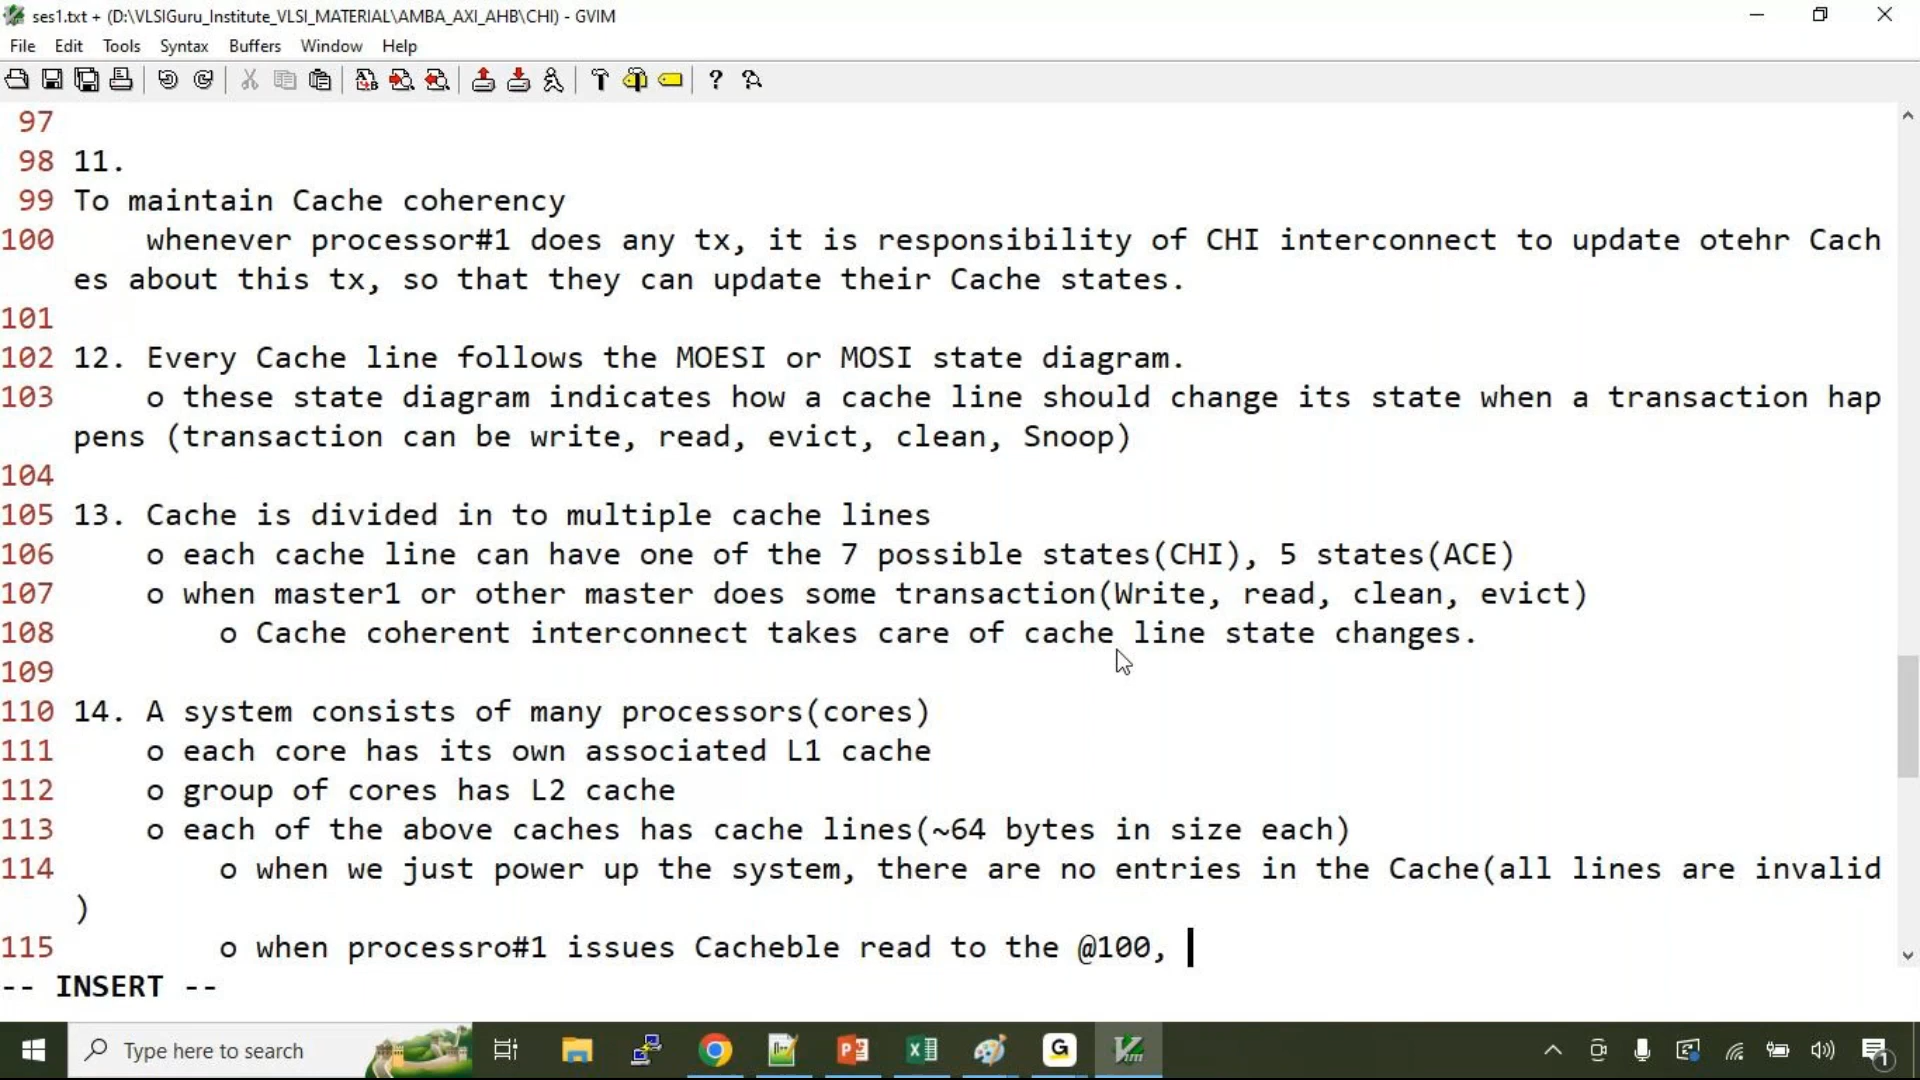 ses1.txt + (D:\VLSIGuru_Institute_VLSI_MATERIAL\AMBA_AXI_AHB\CHI) - GVIM
File Edit Tools Syntax Buffers Window Help
97
98 11.
99 To maintain Cache coherency
100 whenever processor#1 does any tx, it is responsibility of CHI interconnect to update otehr Cach
es about this tx, so that they can update their Cache states.
101
102 12. Every Cache line follows the MOESI or MOSI state diagram.
103 o these state diagram indicates how a cache line should change its state when a transaction hap
pens (transaction can be write, read, evict, clean, Snoop)
104
105 13. Cache is divided in to multiple cache lines
106 o each cache line can have one of the 7 possible states(CHI), 5 states(ACE)
107 o when master1 or other master does some transaction(Write, read, clean, evict)
108 o Cache coherent interconnect takes care of cache line state changes.
109
110 14. A system consists of many processors(cores)
111 o each core has its own associated L1 cache
112 o group of cores has L2 cache
113 o each of the above caches has cache lines(~64 bytes in size each)
114 o when we just power up the system, there are no entries in the Cache(all lines are invalid
)
115 o when processro#1 issues Cacheble read to the @100,
-- INSERT --
Type here to search